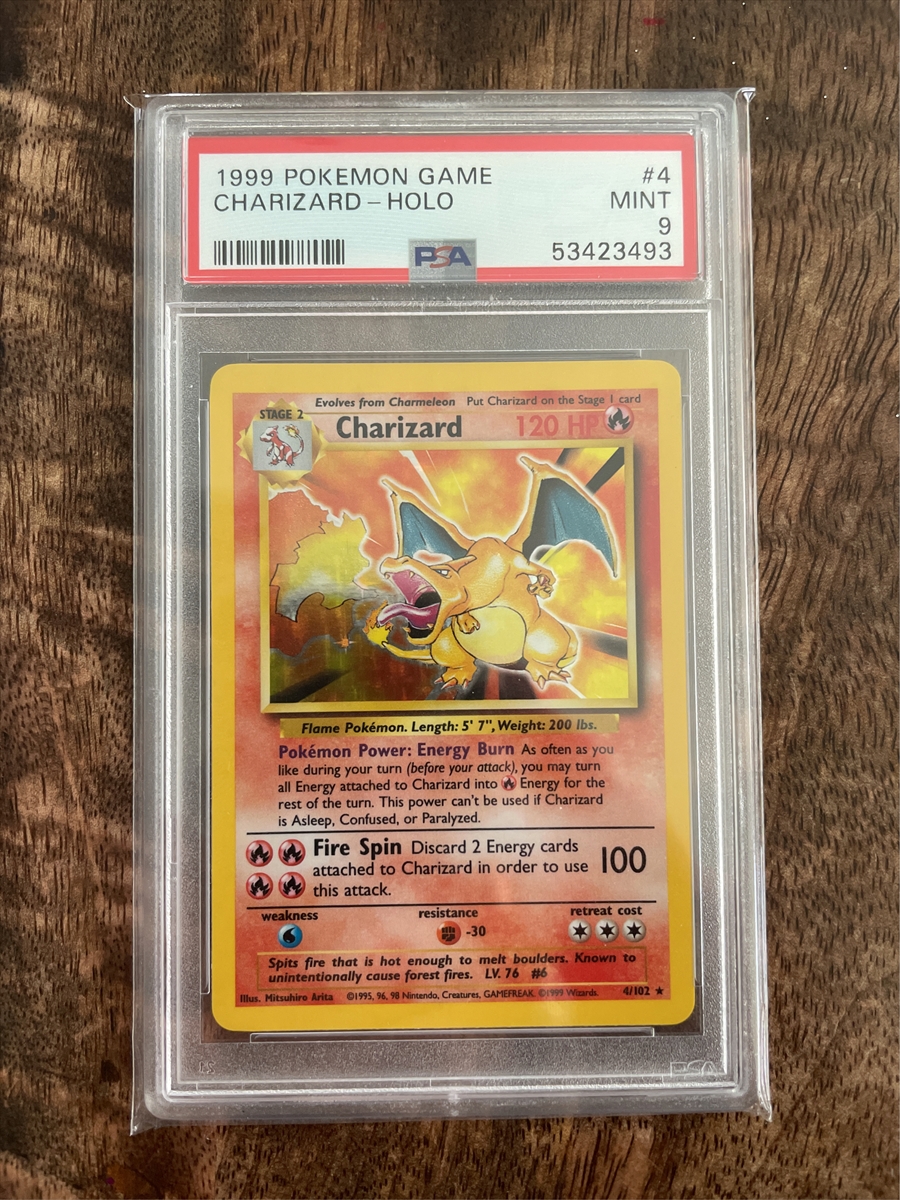 1999 POKEMON GAME #4
CHARIZARD – HOLO MINT
9
PSA 53423493
Evolves from Charmeleon Put Charizard on the Stage 1 card
STAGE 2
Charizard 120 HP
Flame Pokémon. Length: 5' 7", Weight: 200 lbs.
Pokémon Power: Energy Burn As often as you
like during your turn (before your attack), you may turn
all Energy attached to Charizard into Energy for the
rest of the turn. This power can't be used if Charizard
is Asleep, Confused, or Paralyzed.
Fire Spin Discard 2 Energy cards
attached to Charizard in order to use 100
this attack.
weakness resistance retreat cost
-30
Spits fire that is hot enough to melt boulders. Known to
unintentionally cause forest fires. LV. 76 #6
Illus. Mitsuhiro Arita ©1995, 96, 98 Nintendo, Creatures, GAMEFREAK. ©1999 Wizards. 4/102 ★
PSA